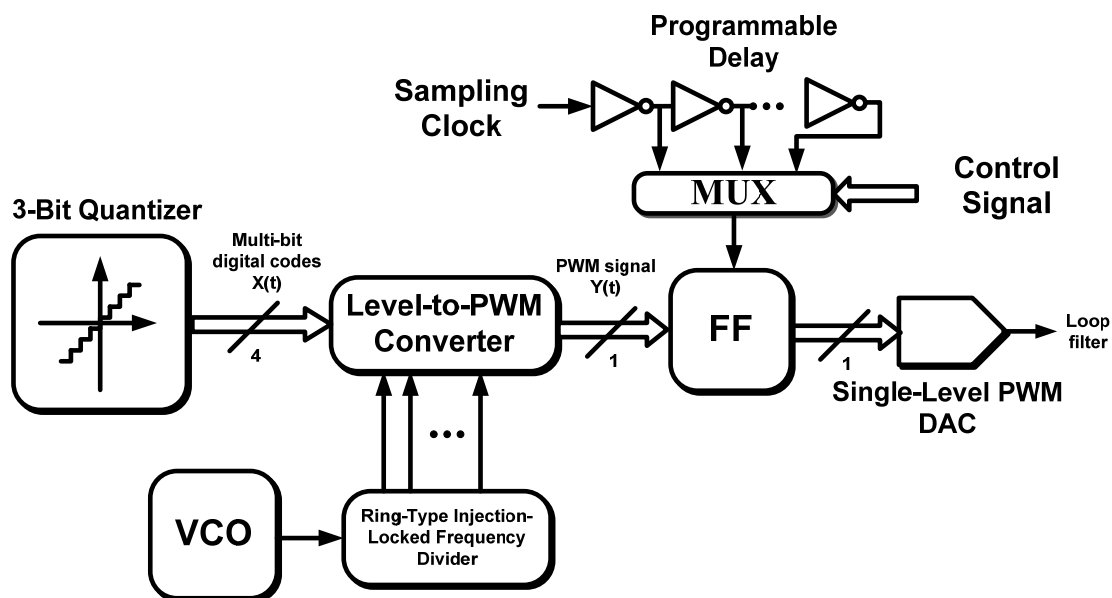 Programmable
Delay
Sampling
Clock
MUX
Control
Signal
3-Bit Quantizer
Multi-bit
digital codes
X(t)
4
Level-to-PWM
Converter
PWM signal
Y(t)
1
FF
1
Loop
filter
Single-Level PWM
DAC
VCO
Ring-Type Injection-
Locked Frequency
Divider